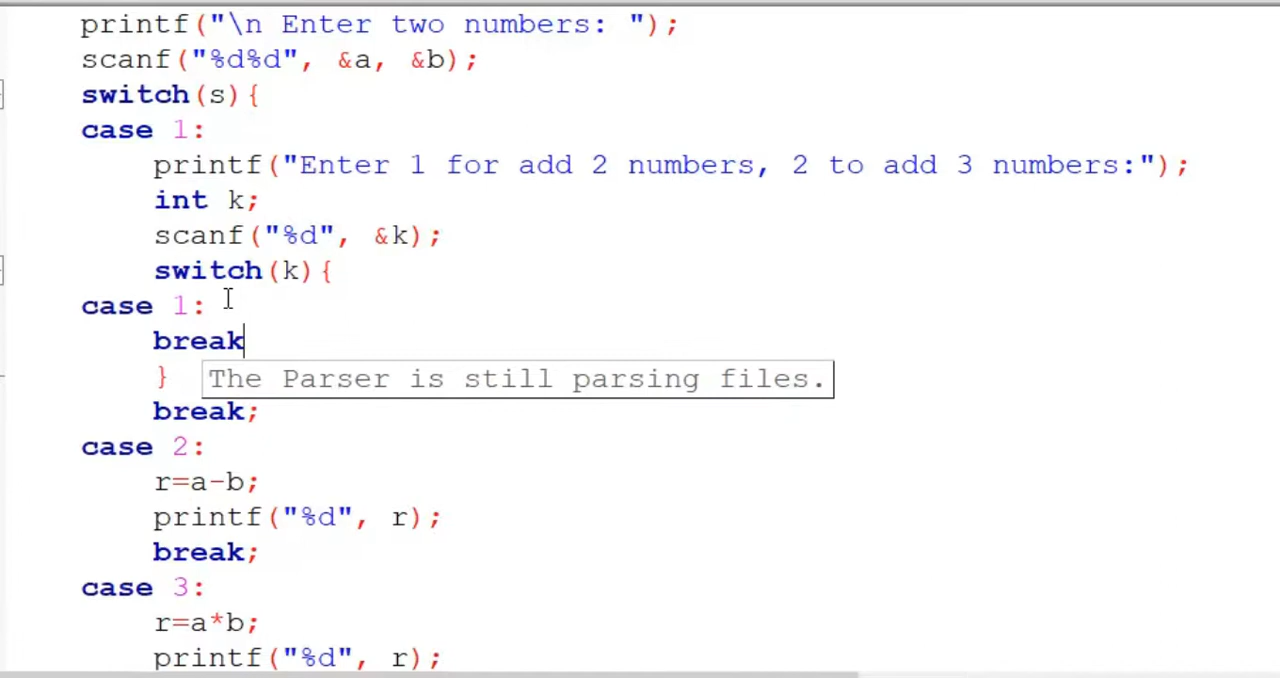 printf("\n Enter two numbers: ");
scanf("%d%d", &a, &b);
switch(s){
case 1:
printf("Enter 1 for add 2 numbers, 2 to add 3 numbers:");
int k;
scanf("%d", &k);
switch(k){
case 1:
break
} The Parser is still parsing files.
break;
case 2:
r=a-b;
printf("%d", r);
break;
case 3:
r=a*b;
printf("%d", r);